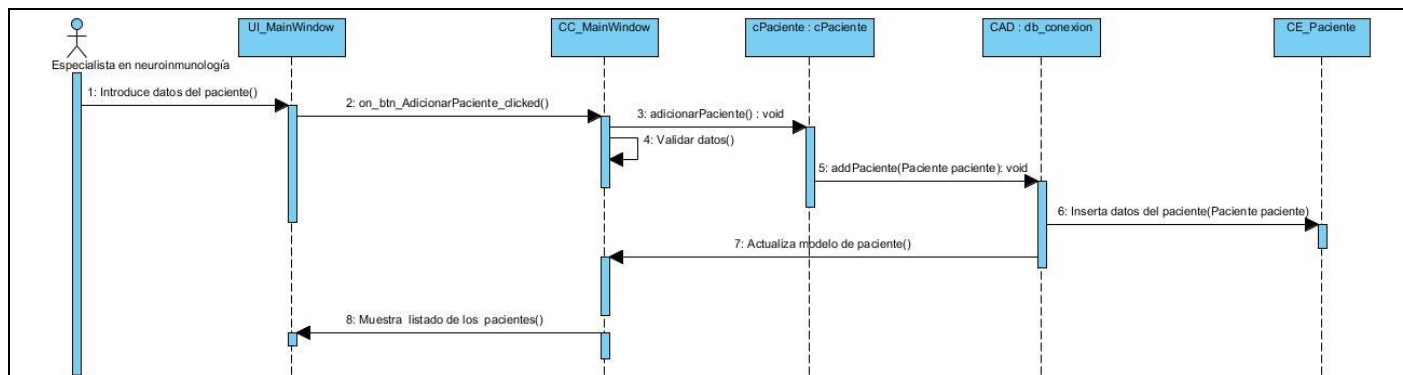 UI_MainWindow
CC_MainWindow
cPaciente : cPaciente
CAD : db_conexion
CE_Paciente
Especialista en neuroinmunología
1: Introduce datos del paciente()
2: on_btn_AdicionarPaciente_clicked()
3: adicionarPaciente() : void
4: Validar datos()
5: addPaciente(Paciente paciente): void
6: Inserta datos del paciente(Paciente paciente)
7: Actualiza modelo de paciente()
8: Muestra listado de los pacientes()